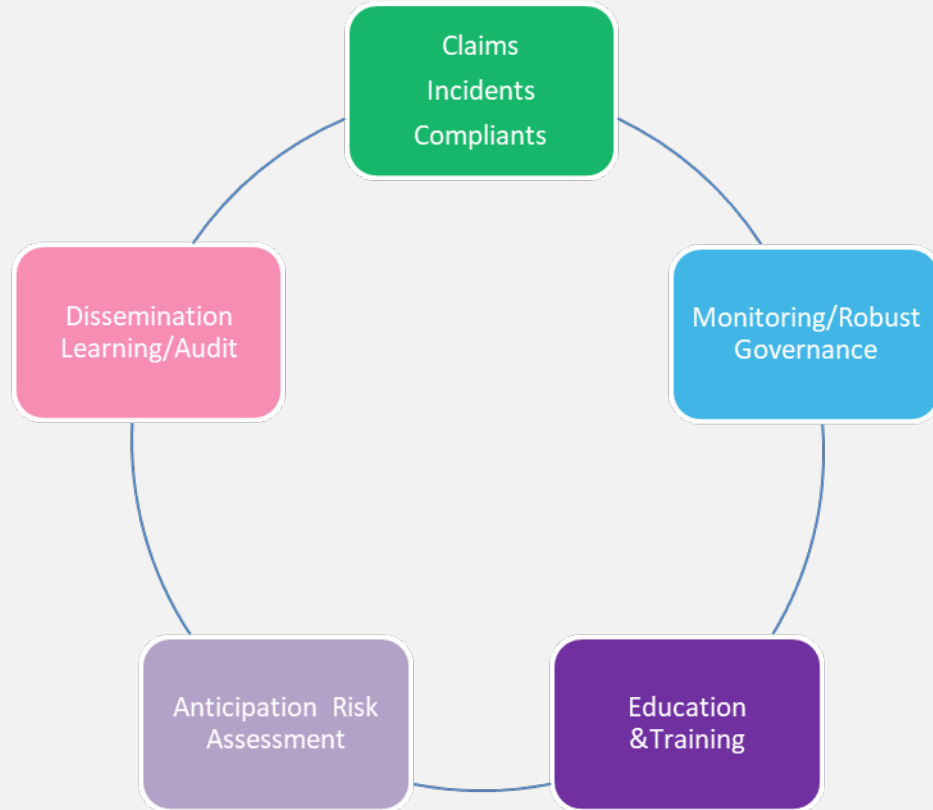 Claims
Incidents
Compliants
Dissemination
Learning/Audit
Monitoring/Robust
Governance
Anticipation  Risk
Assessment
Education
&Training